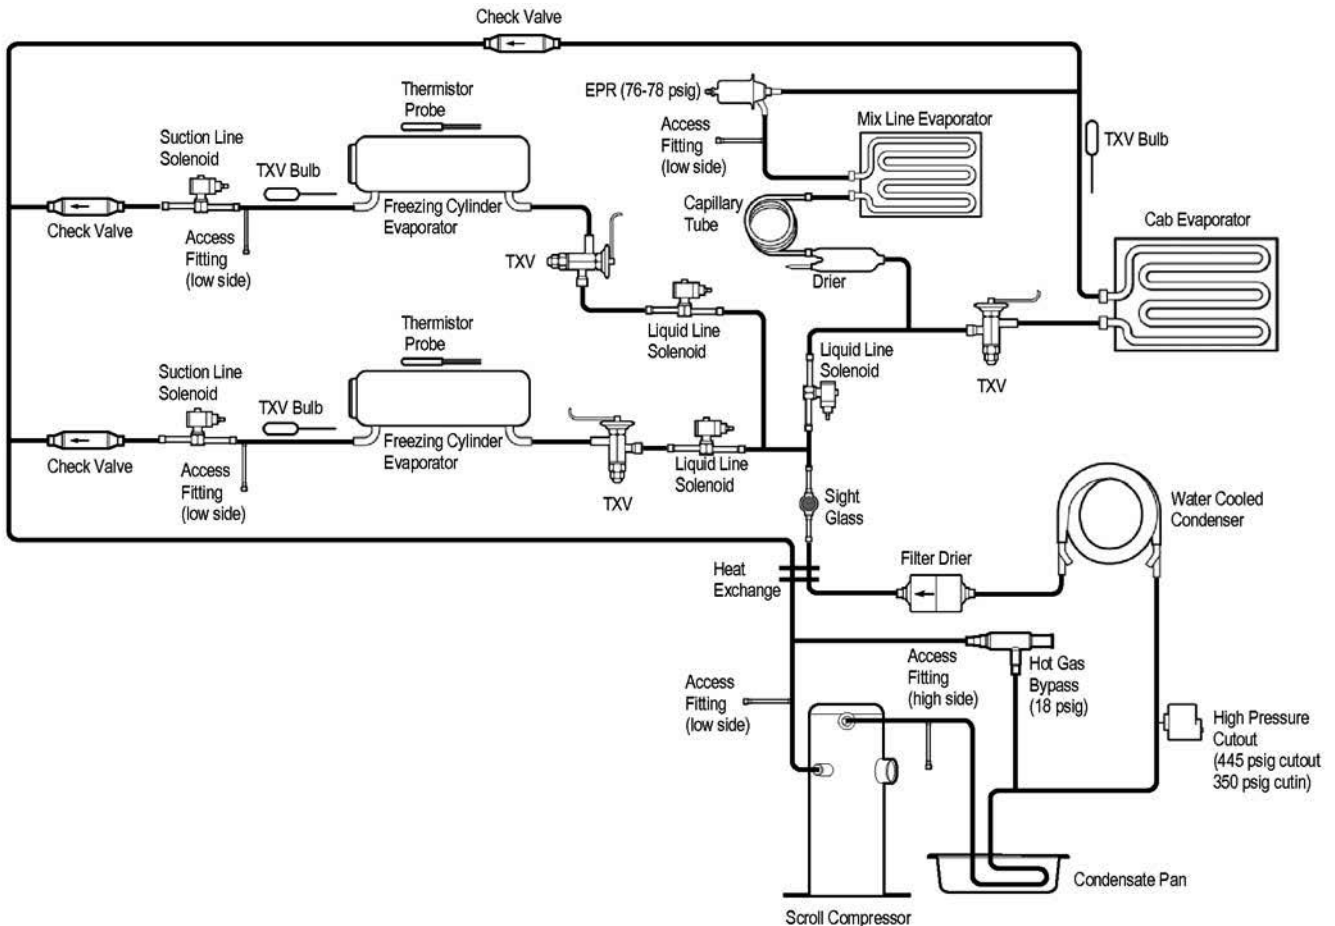 Check Valve
Thermistor
Probe
EPR (76-78 psig)
Mix Line Evaporator
Access
Fitting
(low side)
TXV Bulb
Suction Line
Solenoid
TXV Bulb
Capillary
Tube
Cab Evaporator
Freezing Cylinder
Evaporator
Check Valve
Access
Fitting
(low side)
TXV
Drier
Thermistor
Probe
Liquid Line
Solenoid
Liquid Line
Solenoid
TXV
Suction Line
Solenoid
TXV Bulb
Freezing Cylinder
Evaporator
Check Valve
Access
Fitting
(low side)
TXV
Liquid Line
Solenoid
Sight
Glass
Water Cooled
Condenser
Heat
Exchange
Filter Drier
Access
Fitting
(low side)
Access
Fitting
(high side)
Hot Gas
Bypass
(18 psig)
High Pressure
Cutout
(445 psig cutout
350 psig cutin)
Condensate Pan
Scroll Compressor